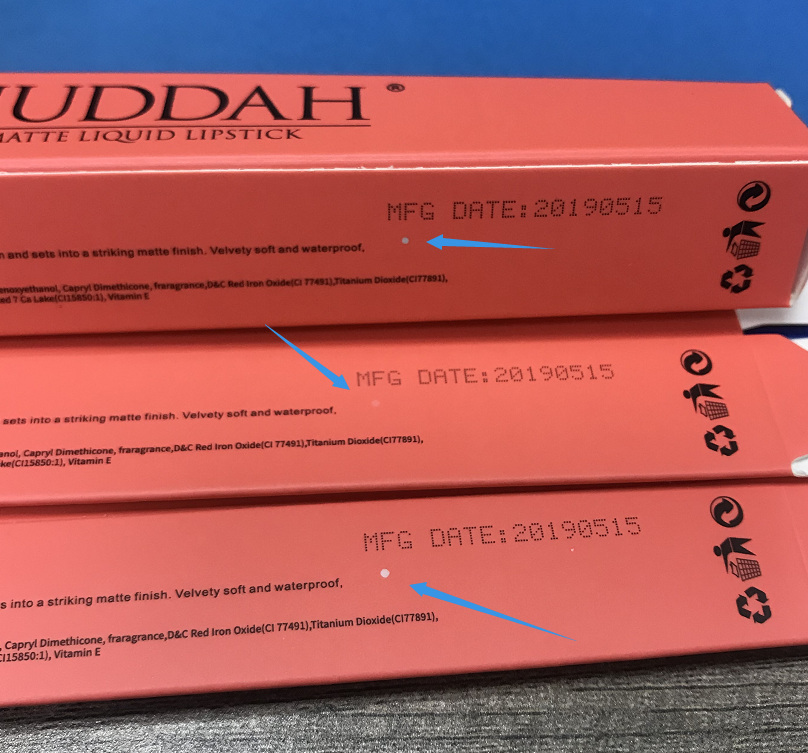 UDDAH®
MATTE LIQUID LIPSTICK
MFG DATE:20190515
and sets into a striking matte finish. Velvety soft and waterproof,
Capryl Dimethicone, fraragrance,D&C Red Iron Oxide(CI 77491),Titanium Dioxide(CI77891),
7 Ca Lake(CI15850:1), Vitamin E
MFG DATE:20190515
sets into a striking matte finish. Velvety soft and waterproof,
Capryl Dimethicone, fraragrance,D&C Red Iron Oxide(CI 77491),Titanium Dioxide(CI77891),
(CI15850:1), Vitamin E
MFG DATE:20190515
s into a striking matte finish. Velvety soft and waterproof,
, Capryl Dimethicone, fraragrance,D&C Red Iron Oxide(CI 77491),Titanium Dioxide(CI77891),
CI15850:1), Vitamin E